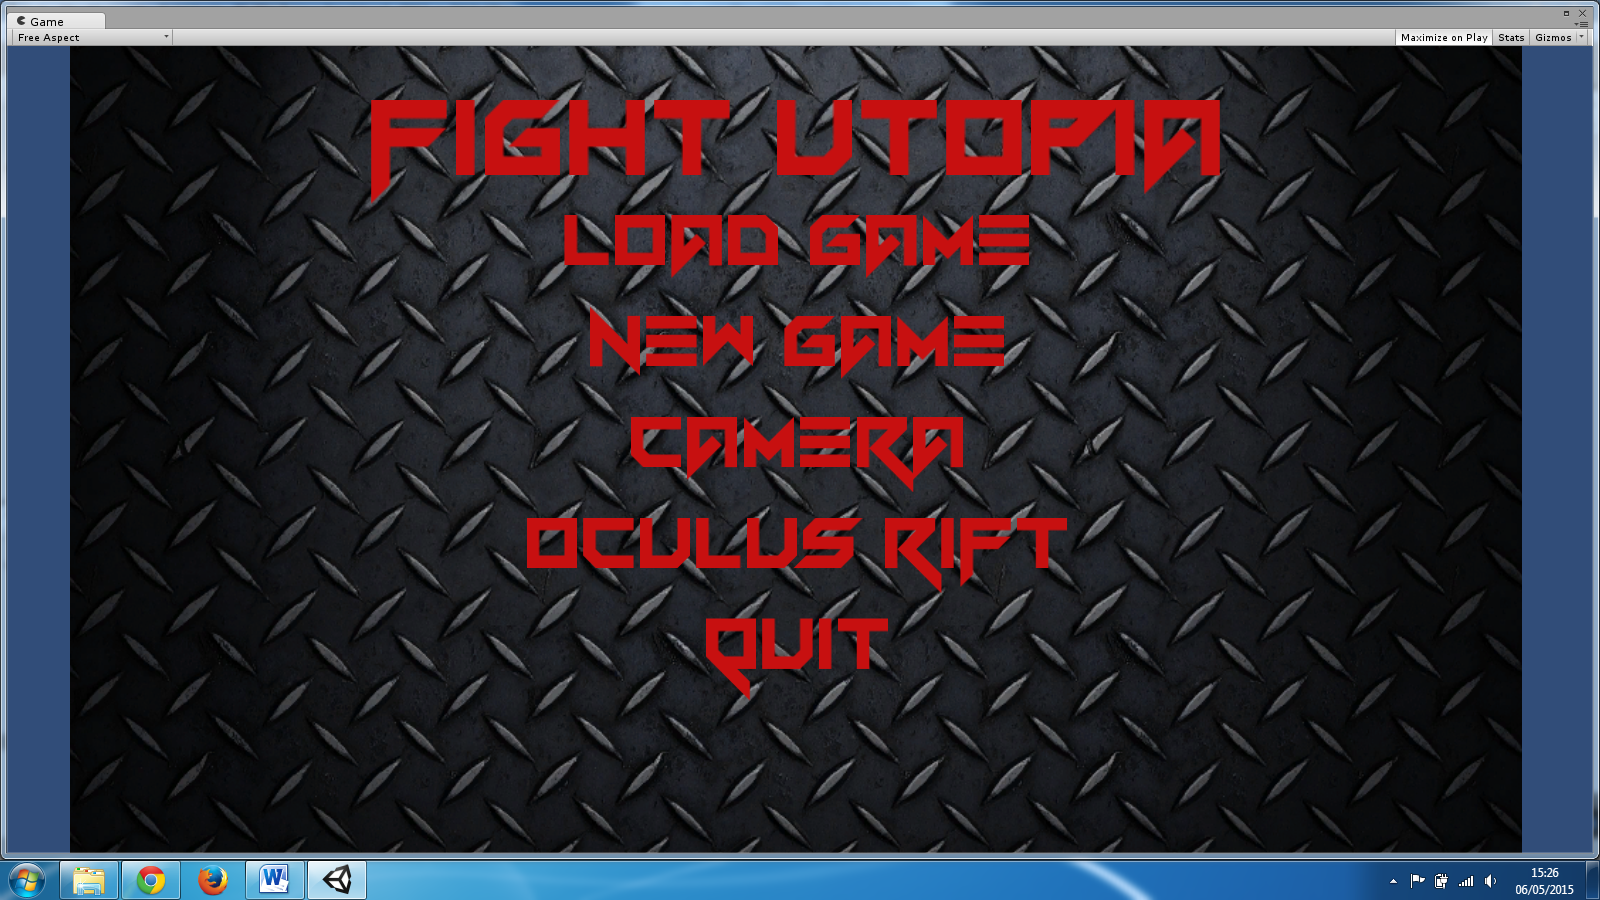 Game
Free Aspect
Maximize on Play Stats Gizmos
FIGHT UTOPIA
LOAD GAME
NEW GAME
CAMERA
OCULUS RIFT
QUIT
W
15:26
06/05/2015